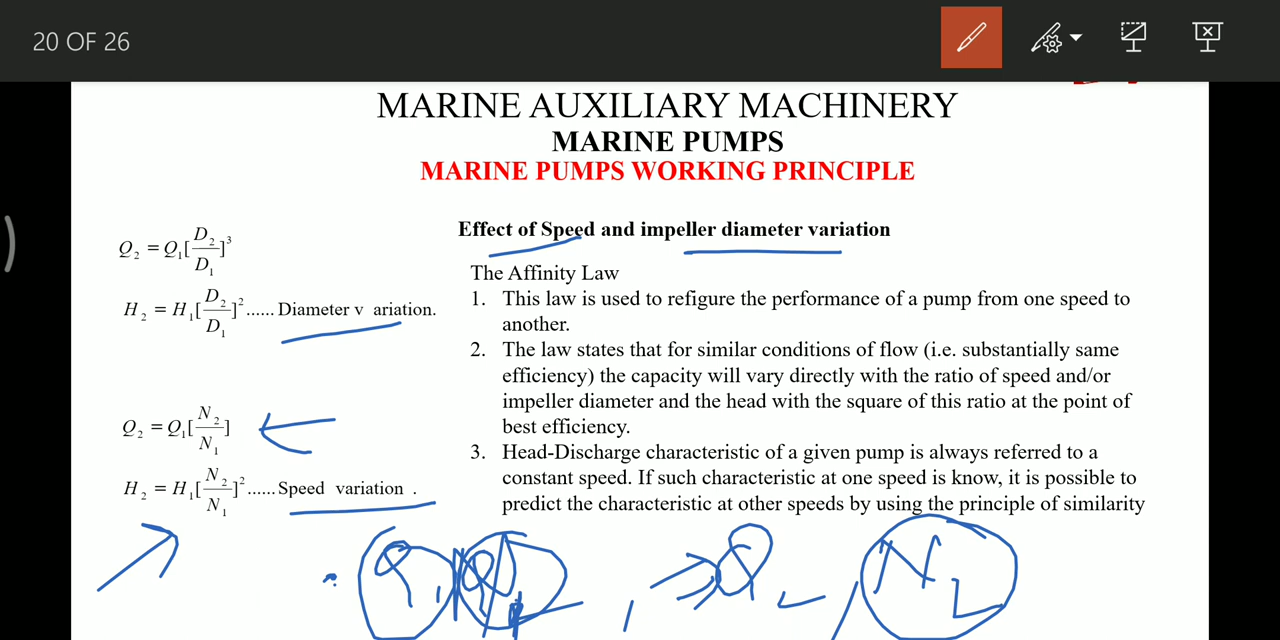 20 OF 26
MARINE AUXILIARY MACHINERY
MARINE PUMPS
MARINE PUMPS WORKING PRINCIPLE
Effect of Speed and impeller diameter variation
Q₂ = Q₁[D₂/D₁]³
H₂ = H₁[D₂/D₁]²...... Diameter v ariation.
Q₂ = Q₁[N₂/N₁]
H₂ = H₁[N₂/N₁]²...... Speed variation .
The Affinity Law
1. This law is used to refigure the performance of a pump from one speed to
another.
2. The law states that for similar conditions of flow (i.e. substantially same
efficiency) the capacity will vary directly with the ratio of speed and/or
impeller diameter and the head with the square of this ratio at the point of
best efficiency.
3. Head-Discharge characteristic of a given pump is always referred to a
constant speed. If such characteristic at one speed is know, it is possible to
predict the characteristic at other speeds by using the principle of similarity
Q₁ , Q₂ , N₂